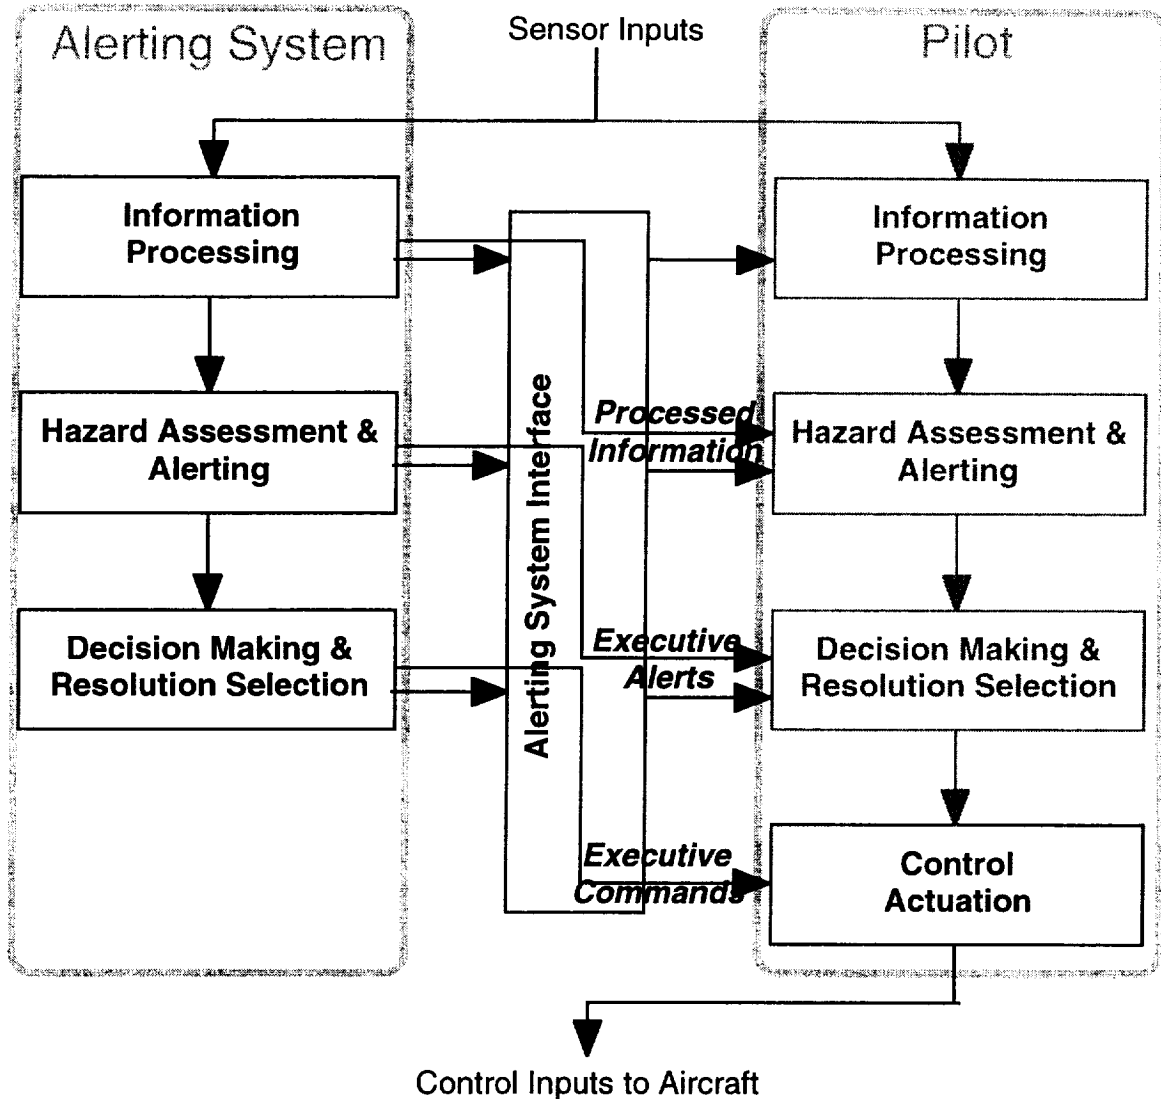 Sensor Inputs
Alerting System
Information
Processing
Hazard Assessment &
Alerting
Decision Making &
Resolution Selection
Alerting System Interface
Processed
Information
Executive
Alerts
Executive
Commands
Pilot
Information
Processing
Hazard Assessment &
Alerting
Decision Making &
Resolution Selection
Control
Actuation
Control Inputs to Aircraft